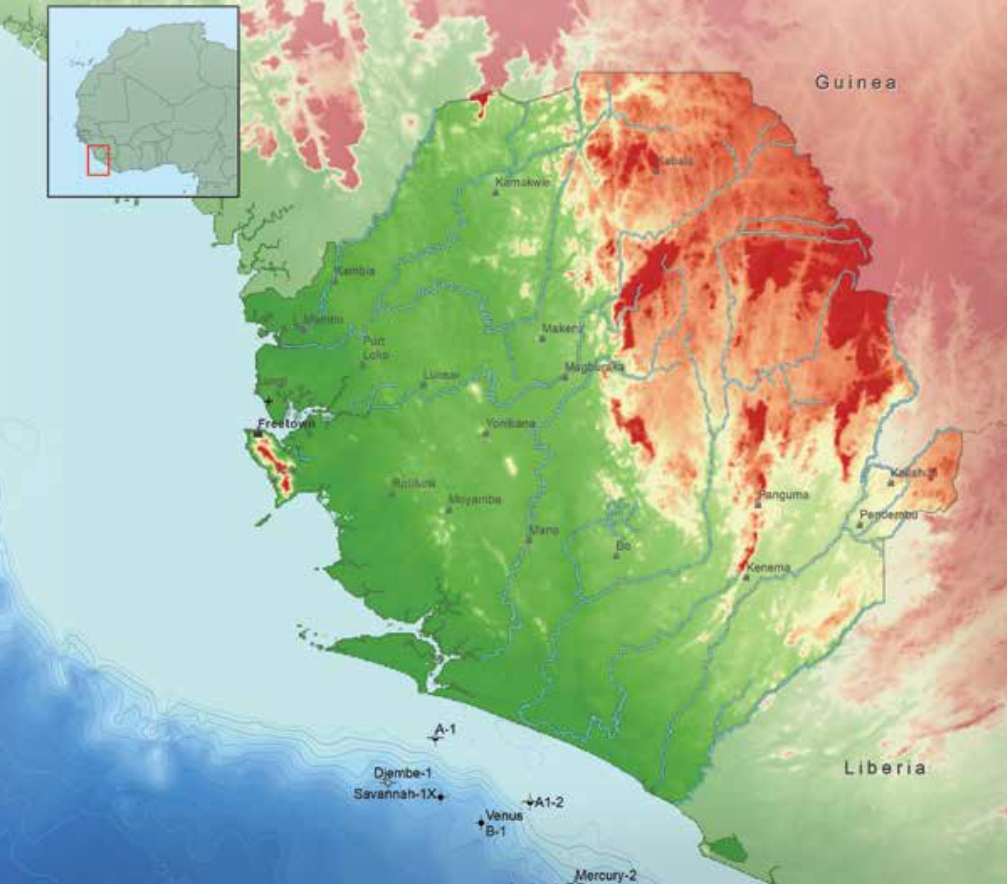 Guinea
Kabala
Kamakwie
Kambia
Mambo
Makeni
Port
Loko
Magburaka
Lunsar
Freetown
Yonibana
Kailahun
Rotifunk
Moyamba
Panguma
Pendembu
Mano
Bo
Kenema
A-1
Liberia
Djembe-1
Savannah-1X
A1-2
Venus
B-1
Mercury-2